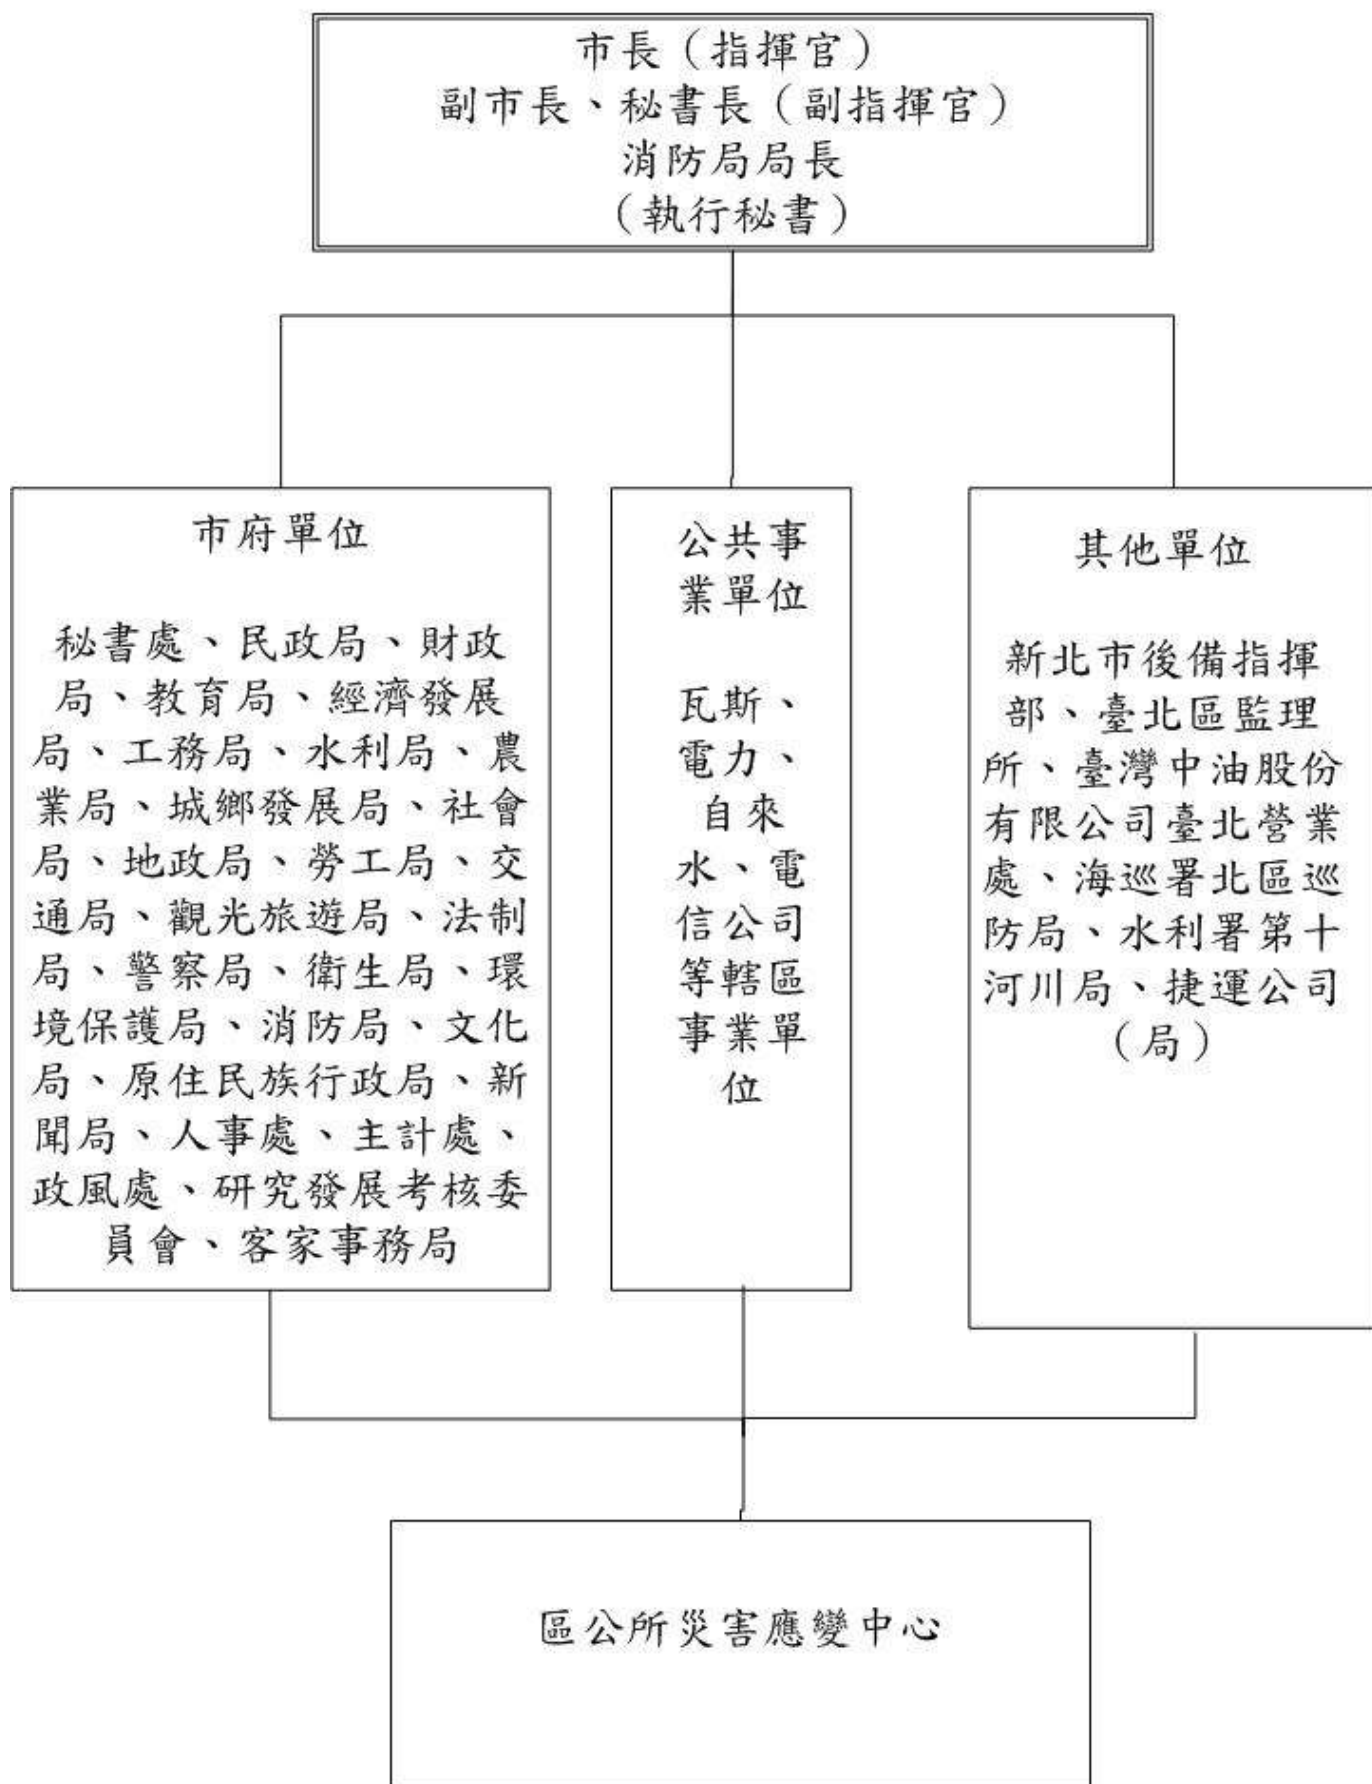 市長（指揮官）
副市長、秘書長（副指揮官）
消防局局長
（執行秘書）
市府單位
秘書處、民政局、財政
局、教育局、經濟發展
局、工務局、水利局、農
業局、城鄉發展局、社會
局、地政局、勞工局、交
通局、觀光旅遊局、法制
局、警察局、衛生局、環
境保護局、消防局、文化
局、原住民族行政局、新
聞局、人事處、主計處、
政風處、研究發展考核委
員會、客家事務局
公共事
業單位
瓦斯、
電力、
自來
水、電
信公司
等轄區
事業單
位
其他單位
新北市後備指揮
部、臺北區監理
所、臺灣中油股份
有限公司臺北營業
處、海巡署北區巡
防局、水利署第十
河川局、捷運公司
（局）
區公所災害應變中心